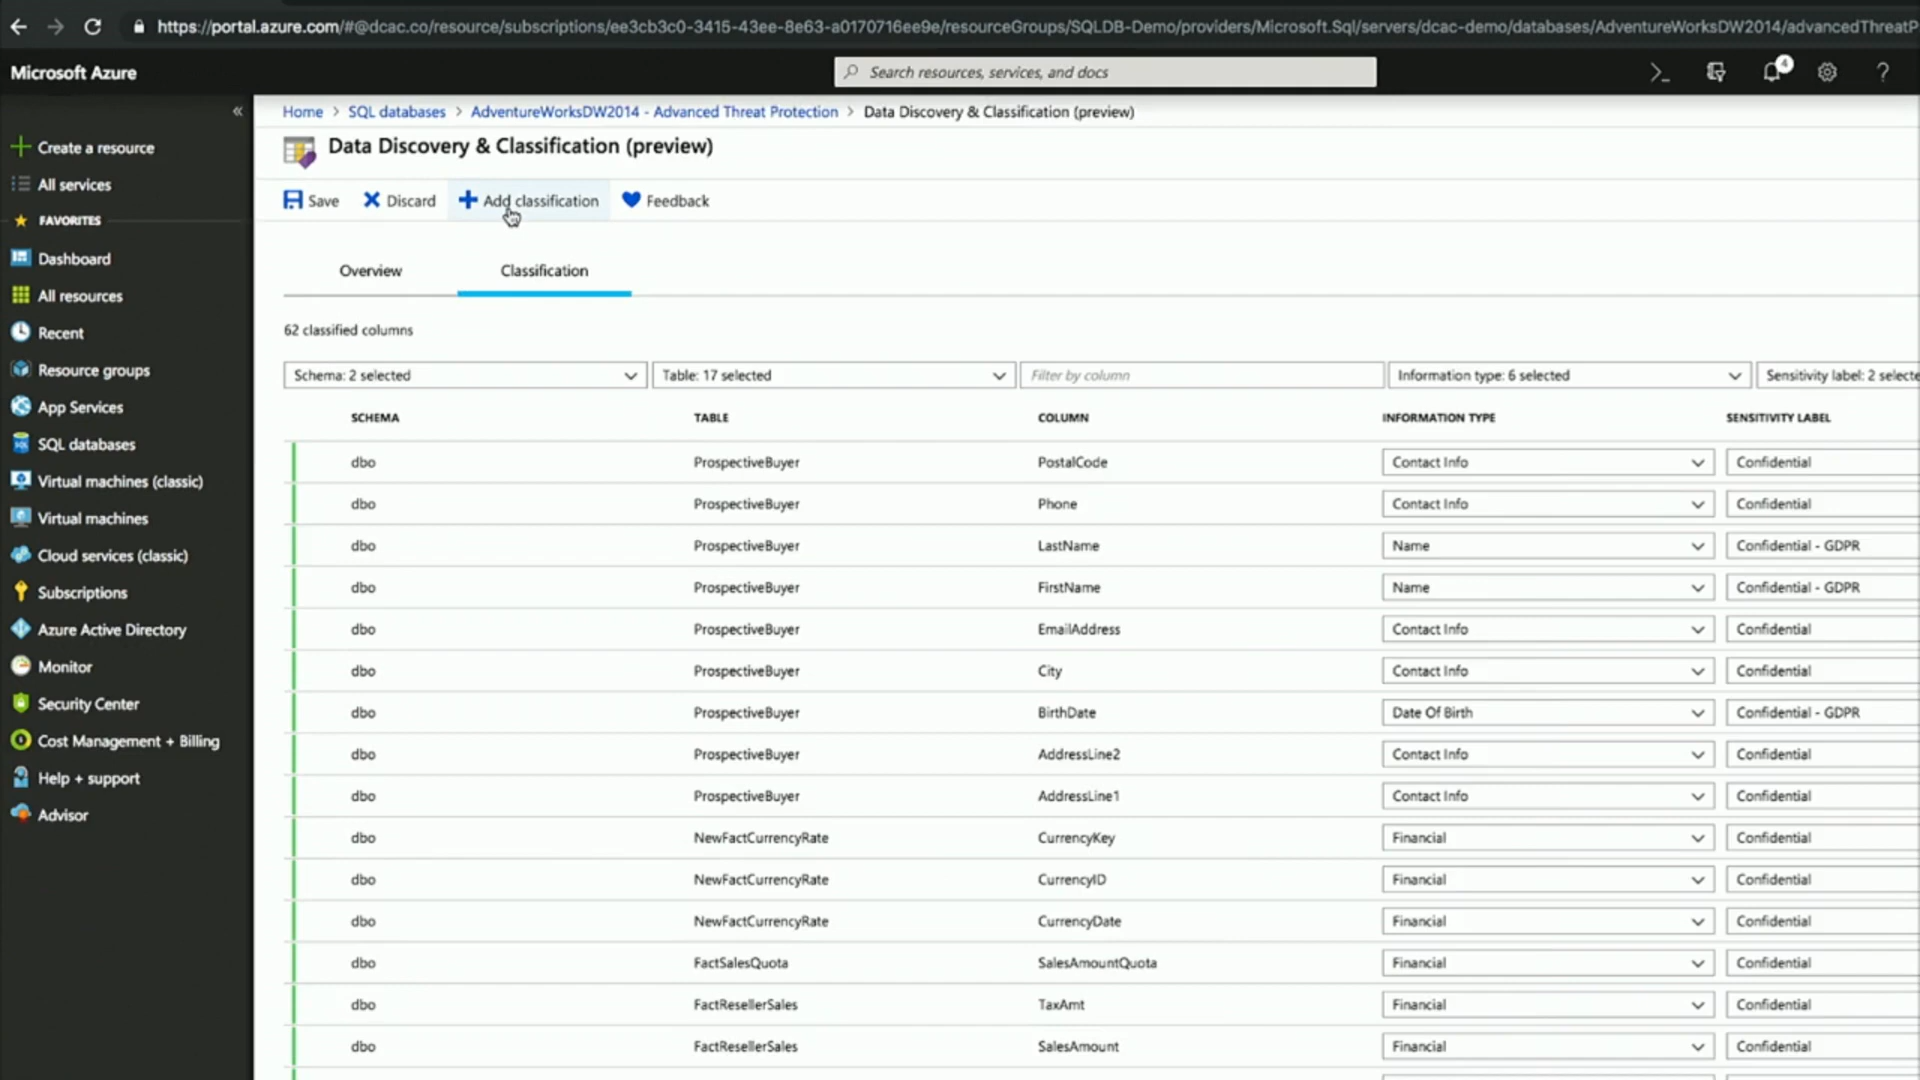 https://portal.azure.com/#@dcac.co/resource/subscriptions/ee3cb3c0-3415-43ee-8e63-a0170716ee9e/resourceGroups/SQLDB-Demo/providers/Microsoft.Sql/servers/dcac-demo/databases/AdventureWorksDW2014/advancedThreatP
Microsoft Azure
Search resources, services, and docs
4
Home > SQL databases > AdventureWorksDW2014 - Advanced Threat Protection > Data Discovery & Classification (preview)
Data Discovery & Classification (preview)
Save Discard Add classification Feedback
Create a resource
All services
FAVORITES
Dashboard
All resources
Recent
Resource groups
App Services
SQL databases
Virtual machines (classic)
Virtual machines
Cloud services (classic)
Subscriptions
Azure Active Directory
Monitor
Security Center
Cost Management + Billing
Help + support
Advisor
Overview Classification
62 classified columns
Schema: 2 selected Table: 17 selected Filter by column Information type: 6 selected Sensitivity label: 2 selecte
SCHEMA TABLE COLUMN INFORMATION TYPE SENSITIVITY LABEL
dbo ProspectiveBuyer PostalCode Contact Info Confidential
dbo ProspectiveBuyer Phone Contact Info Confidential
dbo ProspectiveBuyer LastName Name Confidential - GDPR
dbo ProspectiveBuyer FirstName Name Confidential - GDPR
dbo ProspectiveBuyer EmailAddress Contact Info Confidential
dbo ProspectiveBuyer City Contact Info Confidential
dbo ProspectiveBuyer BirthDate Date Of Birth Confidential - GDPR
dbo ProspectiveBuyer AddressLine2 Contact Info Confidential
dbo ProspectiveBuyer AddressLine1 Contact Info Confidential
dbo NewFactCurrencyRate CurrencyKey Financial Confidential
dbo NewFactCurrencyRate CurrencyID Financial Confidential
dbo NewFactCurrencyRate CurrencyDate Financial Confidential
dbo FactSalesQuota SalesAmountQuota Financial Confidential
dbo FactResellerSales TaxAmt Financial Confidential
dbo FactResellerSales SalesAmount Financial Confidential